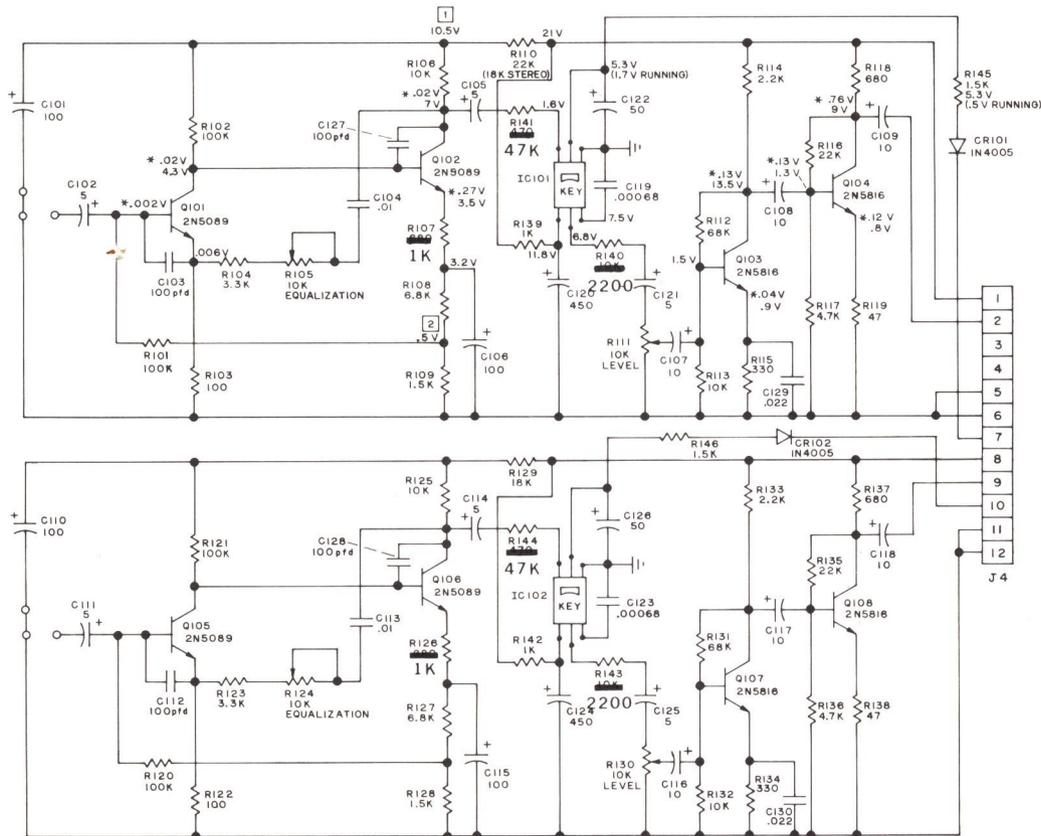 1
10.5V
21V
R110
22K
(18K STEREO)
R106
10K
*.02V
7V
C105
5
5.3V
(1.7V RUNNING)
R114
2.2K
R118
680
R145
1.5K
5.3V
(.5V RUNNING)
C101
100
R102
100K
C127
100pfd
R141
47K
1.6V
C122
50
*.76V
9V
C109
10
CR101
IN4005
*.02V
4.3V
Q102
2N5089
R116
22K
C102
5
*.002V
Q101
2N5089
*.27V
3.5V
C104
.01
IC101
KEY
C119
.00068
*.13V
13.5V
*.13V
1.3V
Q104
2N5816
C108
10
R107
1K
R139
1K
11.8V
7.5V
6.8V
R112
68K
*.12V
.8V
.006V
R104
3.3K
R105
10K
EQUALIZATION
C103
100pfd
3.2V
R108
6.8K
R140
2200
1.5V
Q103
2N5816
C120
450
C121
5
*.04V
.9V
2
.5V
R101
100K
C106
100
R111
10K
LEVEL
C107
10
R117
4.7K
R119
47
R103
100
R109
1.5K
R113
10K
R115
330
C129
.022
1
2
3
4
5
6
7
8
9
10
11
12
J4
R146
1.5K
CR102
IN4005
R129
18K
R125
10K
C114
5
R133
2.2K
R137
680
C110
100
R121
100K
C128
100pfd
R144
47K
C126
50
C118
10
Q106
2N5089
R135
22K
C111
5
Q105
2N5089
C113
.01
IC102
KEY
C123
.00068
Q108
2N5816
C117
10
R126
1K
R142
1K
R131
68K
R123
3.3K
R124
10K
EQUALIZATION
C112
100pfd
R143
2200
Q107
2N5816
R127
6.8K
C124
450
C125
5
R136
4.7K
R138
47
R120
100K
C115
100
R130
10K
LEVEL
C116
10
R122
100
R128
1.5K
R132
10K
R134
330
C130
.022